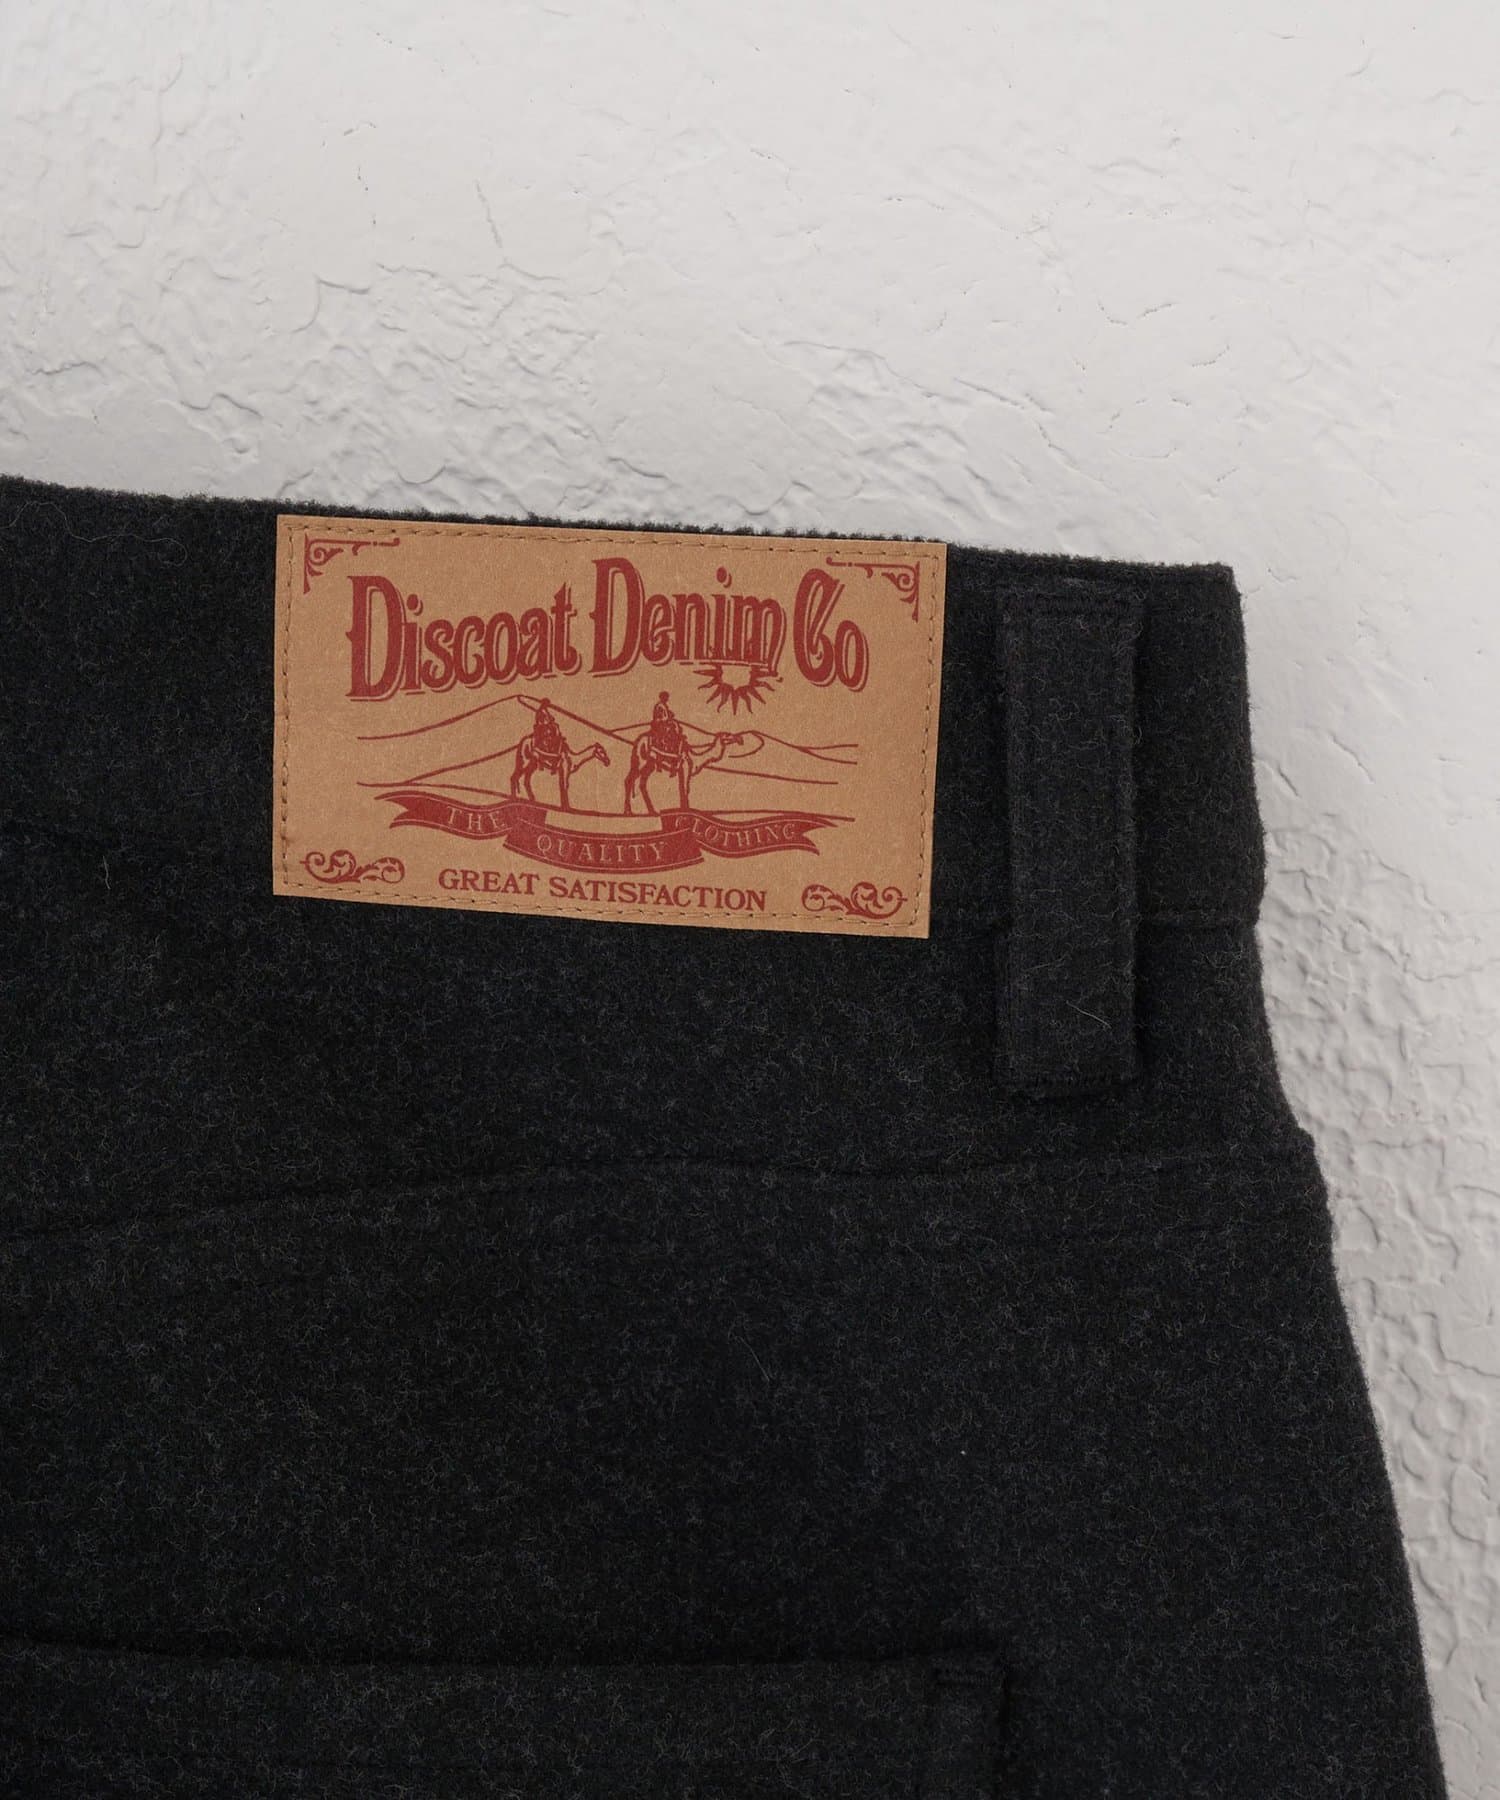 Discoat Denim Co
THE QUALITY CLOTHING
GREAT SATISFACTION